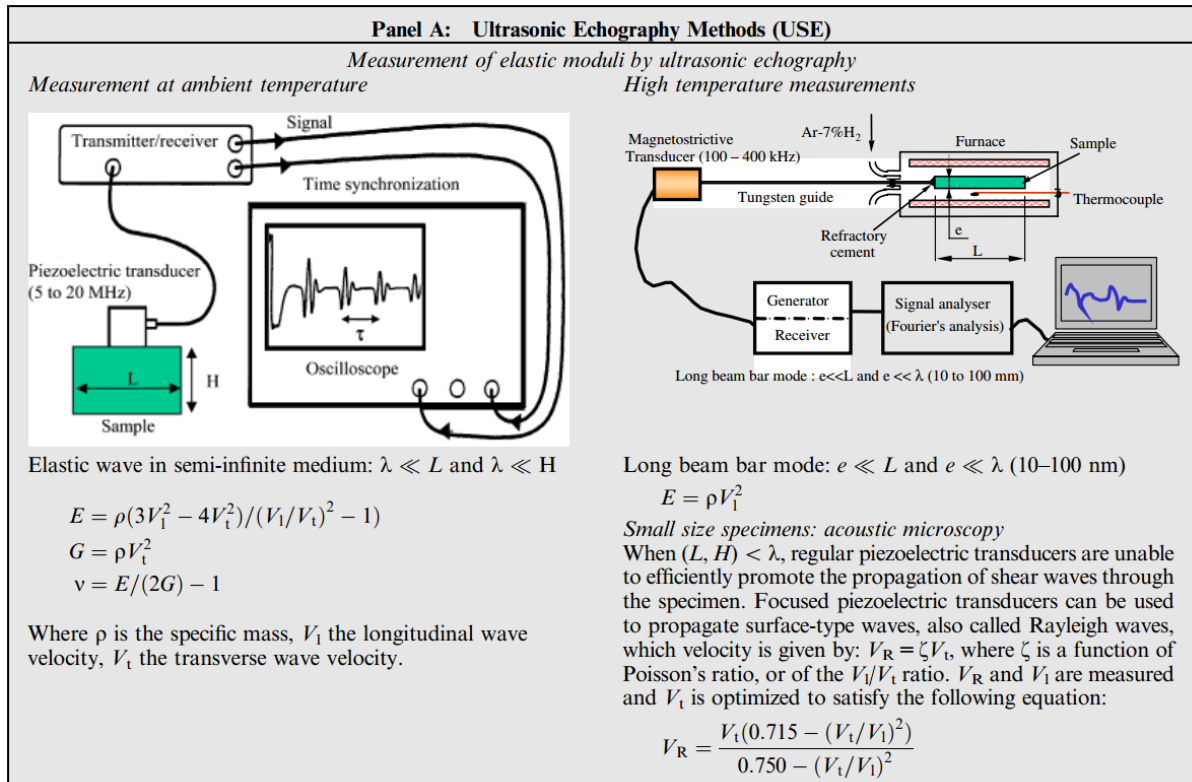 Panel A: Ultrasonic Echography Methods (USE)
Measurement of elastic moduli by ultrasonic echography
Measurement at ambient temperature
Transmitter/receiver
Signal
Time synchronization
Piezoelectric transducer
(5 to 20 MHz)
τ
Oscilloscope
L
H
Sample
Elastic wave in semi-infinite medium: λ ≪ L and λ ≪ H
E = ρ(3V_l^2 − 4V_t^2)/(V_l/V_t)^2 − 1)
G = ρV_t^2
ν = E/(2G) − 1
Where ρ is the specific mass, V_l the longitudinal wave
velocity, V_t the transverse wave velocity.
High temperature measurements
Ar-7%H_2
Magnetostrictive
Transducer (100 – 400 kHz)
Furnace
Sample
Tungsten guide
Thermocouple
Refractory
cement
e
L
Generator
Receiver
Signal analyser
(Fourier's analysis)
Long beam bar mode : e<<L and e << λ (10 to 100 mm)
Long beam bar mode: e ≪ L and e ≪ λ (10–100 nm)
E = ρV_l^2
Small size specimens: acoustic microscopy
When (L, H) < λ, regular piezoelectric transducers are unable
to efficiently promote the propagation of shear waves through
the specimen. Focused piezoelectric transducers can be used
to propagate surface-type waves, also called Rayleigh waves,
which velocity is given by: V_R = ζV_t, where ζ is a function of
Poisson's ratio, or of the V_l/V_t ratio. V_R and V_l are measured
and V_t is optimized to satisfy the following equation:
V_R = V_t(0.715 − (V_t/V_l)^2) / 0.750 − (V_t/V_l)^2